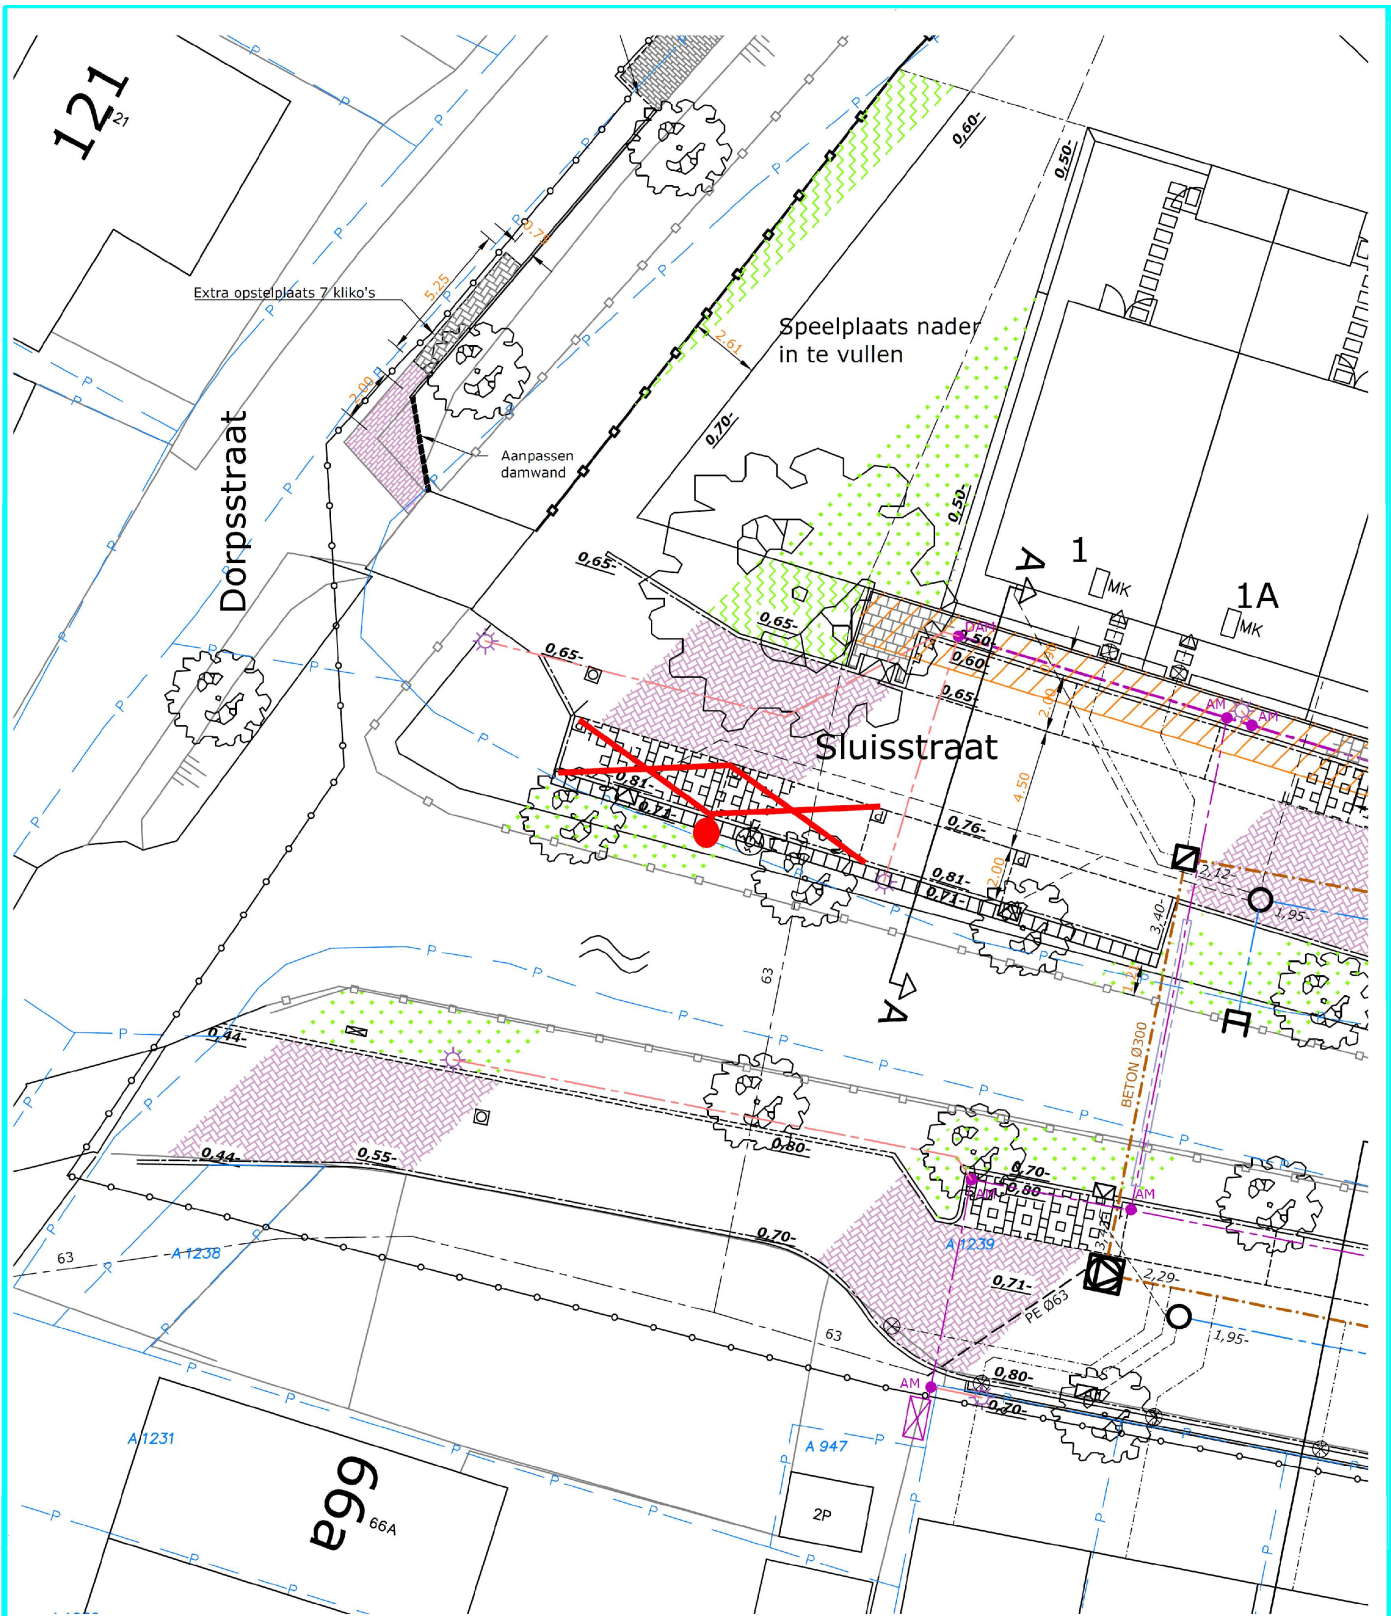 121
121
P
P
P
P
P
P
P
P
P
0,60-
0,50-
0.75
5.25
Extra opstelplaats 7 kliko's
Speelplaats nader
in te vullen
2.61
2.00
0,70-
Dorpsstraat
Aanpassen
damwand
0,50-
0,65-
A
1
MK
1A
MK
0,65-
DAM
0,50-
0,60-
0,65-
0,65-
2.00
AM
AM
Sluisstraat
4.50
0,81-
0,71-
0,76-
0,81-
0,71-
2.00
2,12-
1,95-
3,40-
63
A
BETON Ø300
0,44-
0,44-
0,55-
0,80-
0,70-
0,80-
AM
AM
0,70-
A 1238
63
A 1239
0,71-
PE Ø63
2,29-
1,95-
63
AM
0,80-
0,70-
A 1231
A 947
66a
66A
2P